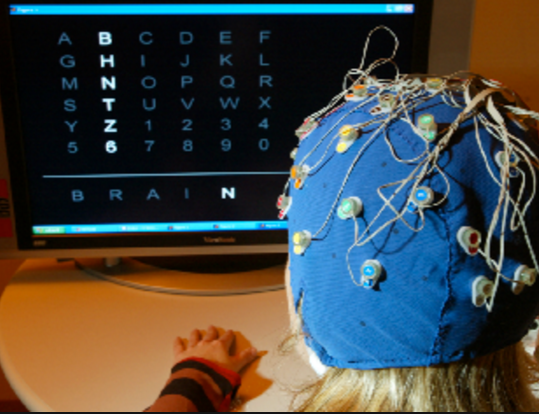 A B C D E F
G H I J K L
M N O P Q R
S T U V W X
Y Z 1 2 3 4
5 6 7 8 9 0
B R A I N
ViewSonic